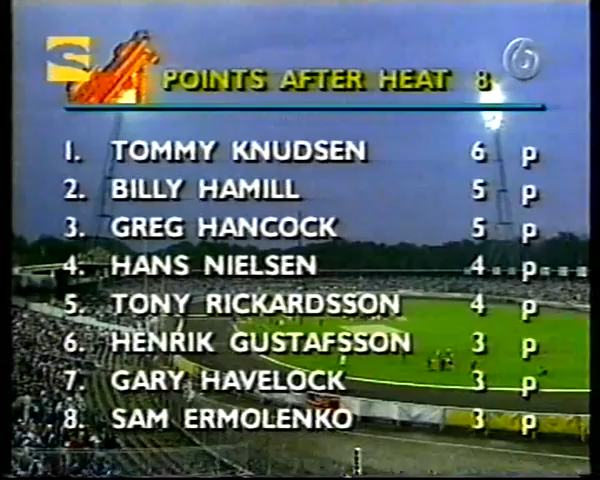 S
POINTS AFTER HEAT 8
6
1. TOMMY KNUDSEN 6 p
2. BILLY HAMILL 5 p
3. GREG HANCOCK 5 p
4. HANS NIELSEN 4 p
5. TONY RICKARDSSON 4 p
6. HENRIK GUSTAFSSON 3 p
7. GARY HAVELOCK 3 p
8. SAM ERMOLENKO 3 p